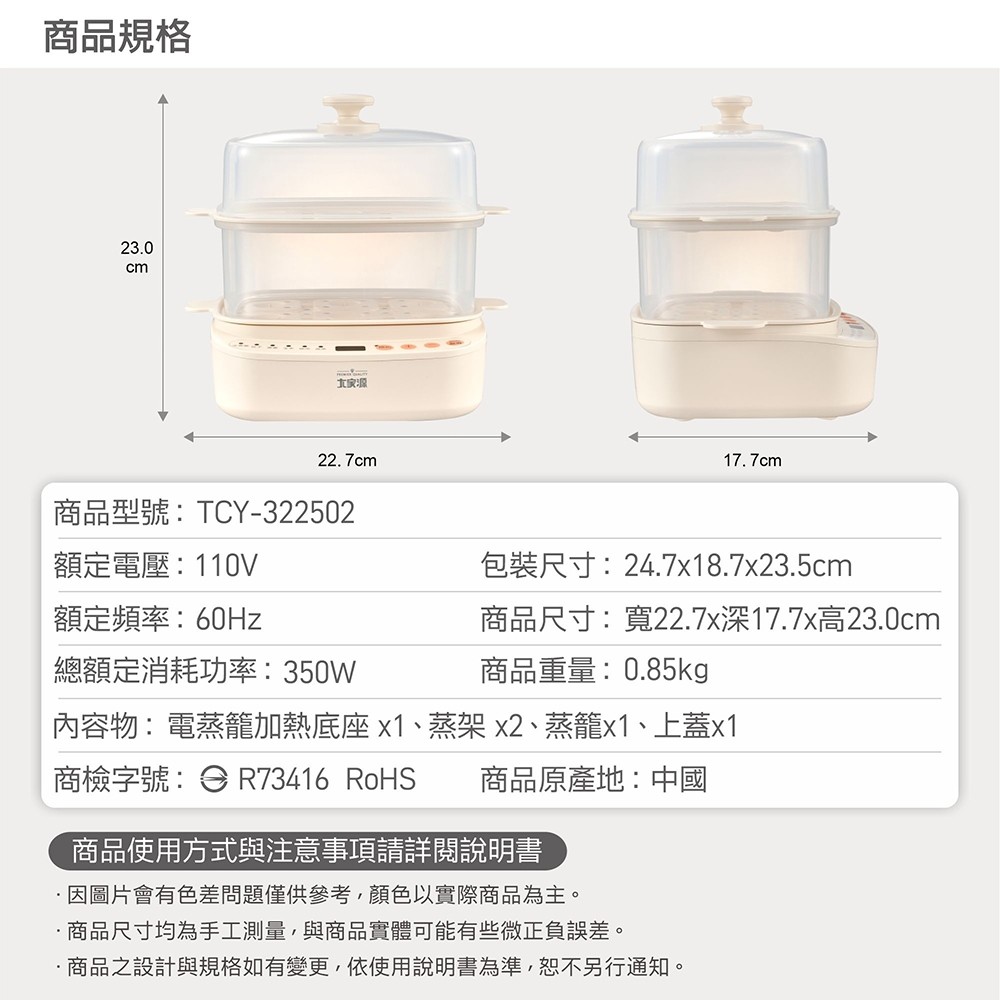 商品規格
23.0
cm
PREMIER QUALITY
大家源
22.7cm
17.7cm
商品型號：TCY-322502
額定電壓：110V
包裝尺寸：24.7x18.7x23.5cm
額定頻率：60Hz
商品尺寸：寬22.7x深17.7x高23.0cm
總額定消耗功率：350W
商品重量：0.85kg
內容物：電蒸籠加熱底座 x1、蒸架 x2、蒸籠x1、上蓋x1
商檢字號：R73416 RoHS
商品原產地：中國
商品使用方式與注意事項請詳閱說明書
·因圖片會有色差問題僅供參考，顏色以實際商品為主。
·商品尺寸均為手工測量，與商品實體可能有些微正負誤差。
·商品之設計與規格如有變更，依使用說明書為準，恕不另行通知。